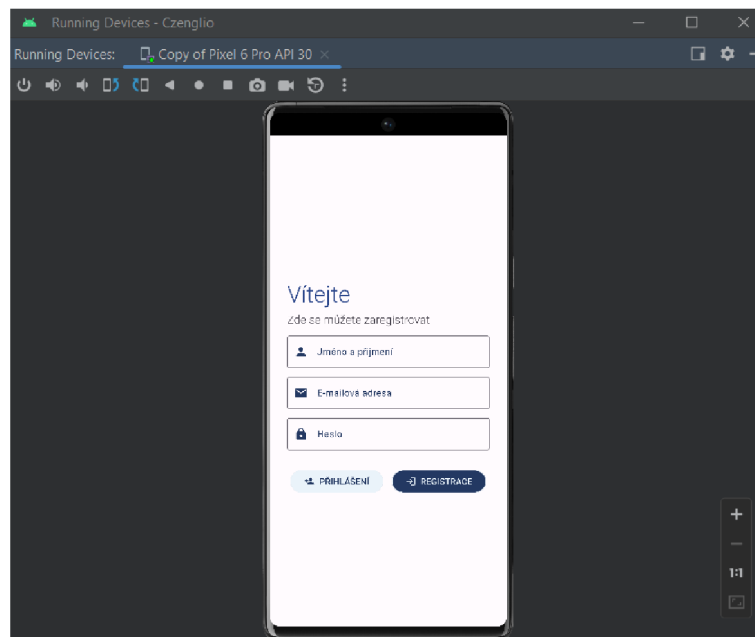 Running Devices - Czenglio
Running Devices: Copy of Pixel 6 Pro API 30
Vítejte
Zde se můžete zaregistrovat
Jméno a příjmení
E-mailová adresa
Heslo
PŘIHLÁŠENÍ REGISTRACE
1:1